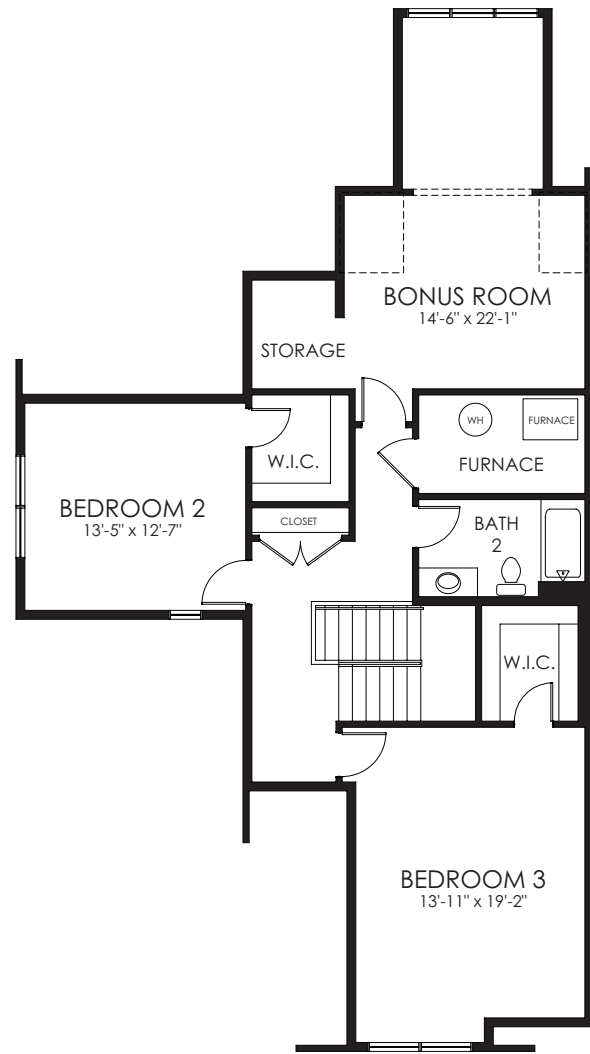 BONUS ROOM
14'-6" x 22'-1"
STORAGE
WH
FURNACE
FURNACE
W.I.C.
BEDROOM 2
13'-5" x 12'-7"
CLOSET
BATH
2
W.I.C.
BEDROOM 3
13'-11" x 19'-2"